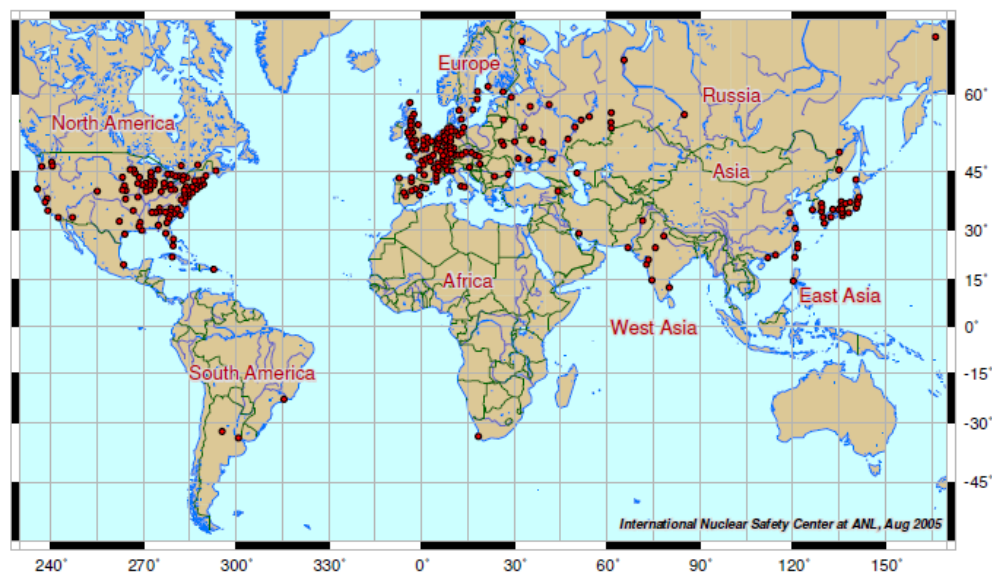 Europe
60°
Russia
North America
45°
Asia
30°
Africa
15°
East Asia
West Asia
0°
South America
-15°
-30°
-45°
International Nuclear Safety Center at ANL, Aug 2005
240° 270° 300° 330° 0° 30° 60° 90° 120° 150°